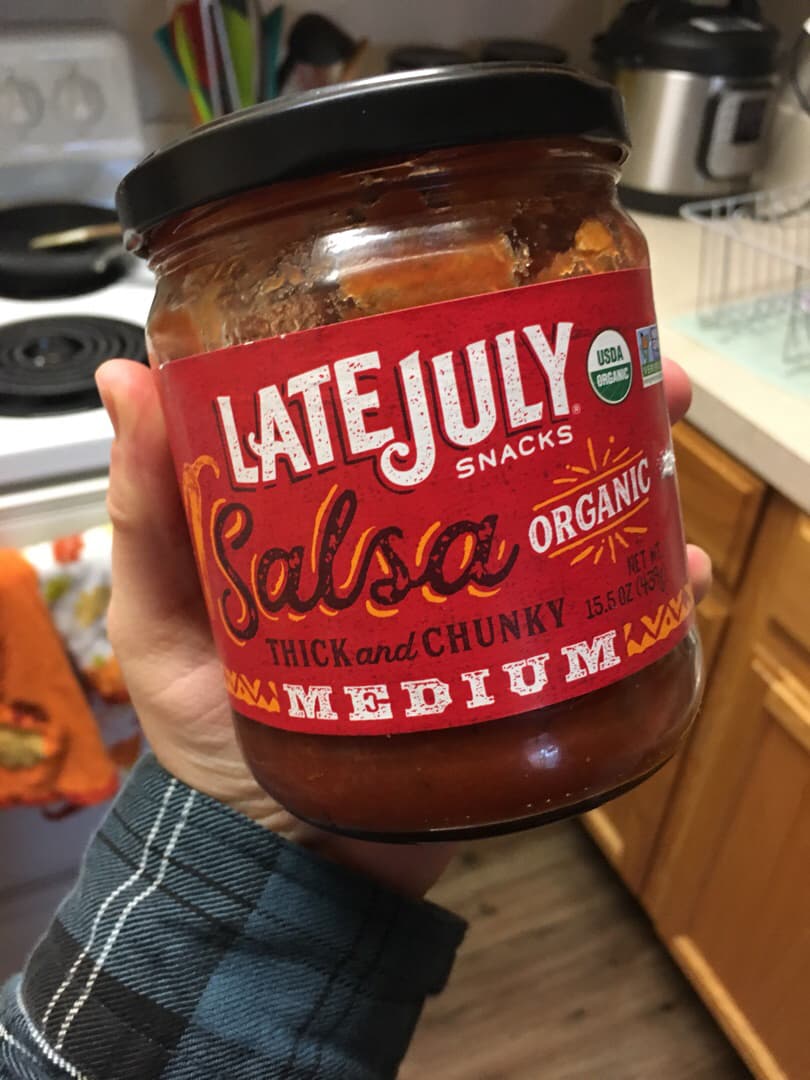 LATE JULY
SNACKS
USDA
ORGANIC
Salsa
ORGANIC
THICK and CHUNKY
NET WT.
15.5 OZ
MEDIUM